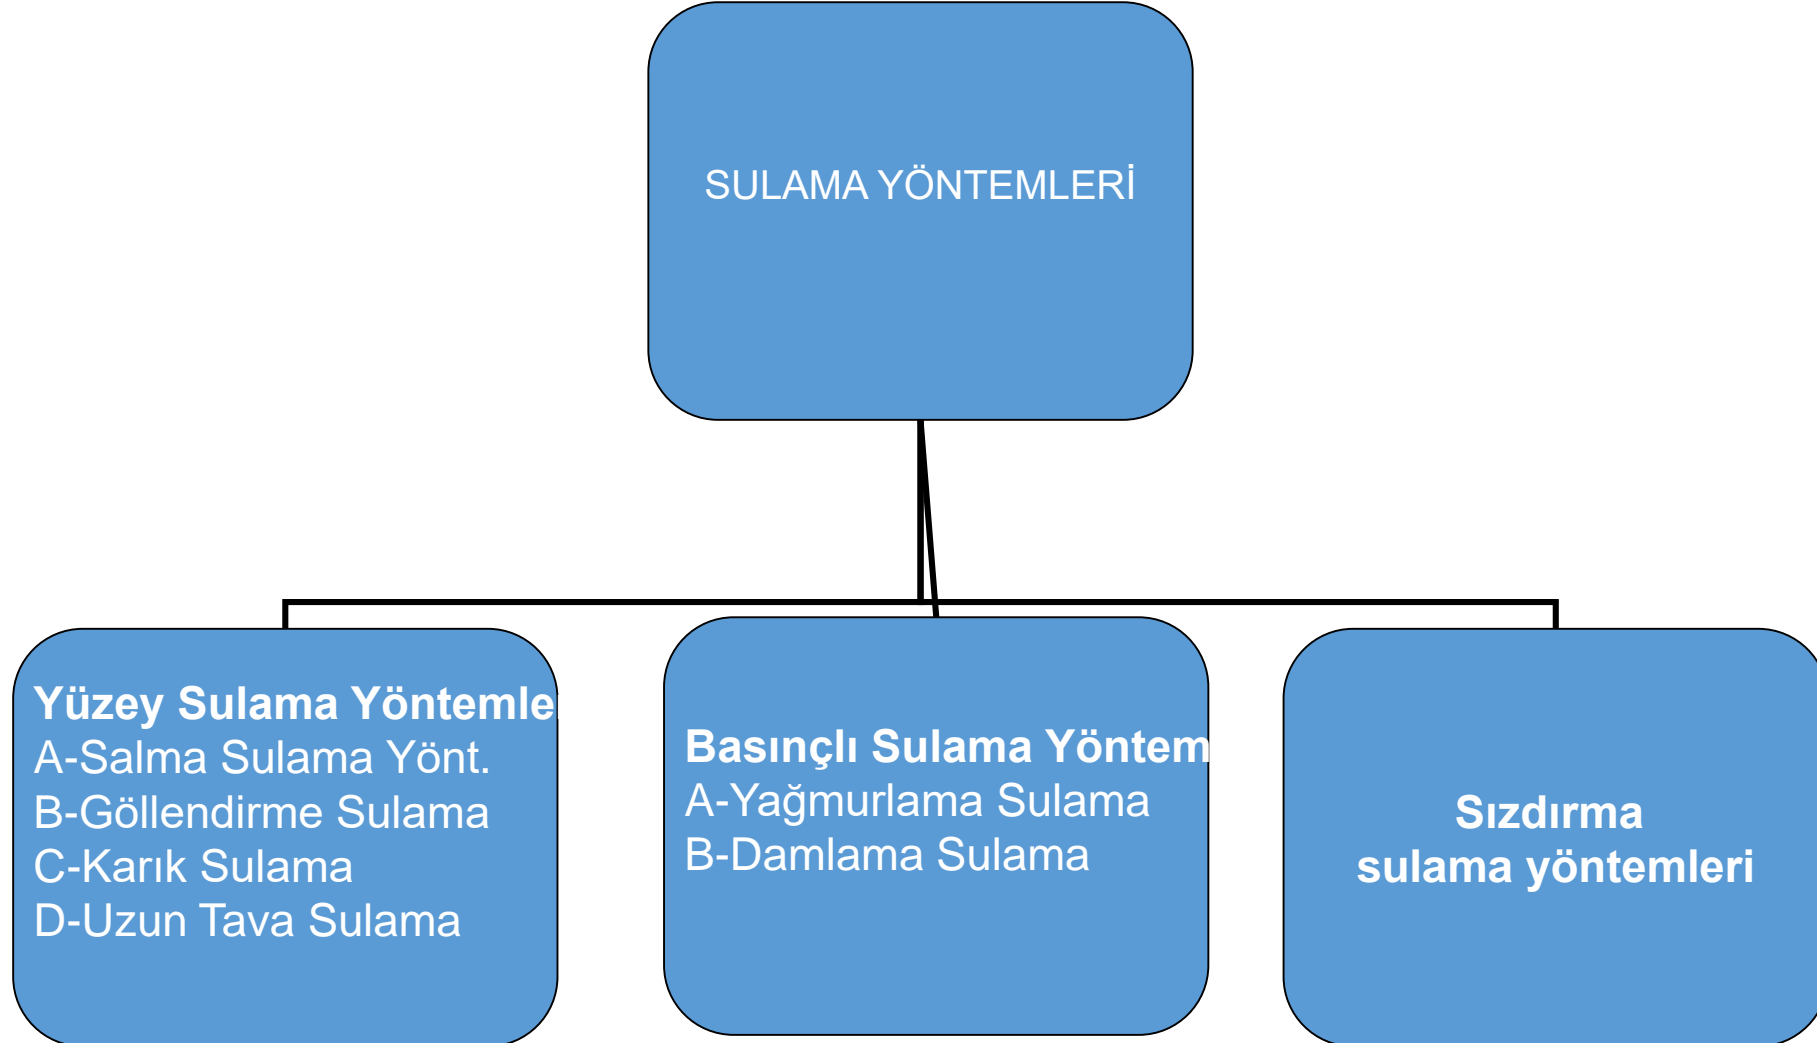 SULAMA YÖNTEMLERİ
Yüzey Sulama Yöntemle
A-Salma Sulama Yönt.
B-Göllendirme Sulama
C-Karık Sulama
D-Uzun Tava Sulama
Basınçlı Sulama Yöntem
A-Yağmurlama Sulama
B-Damlama Sulama
Sızdırma
sulama yöntemleri